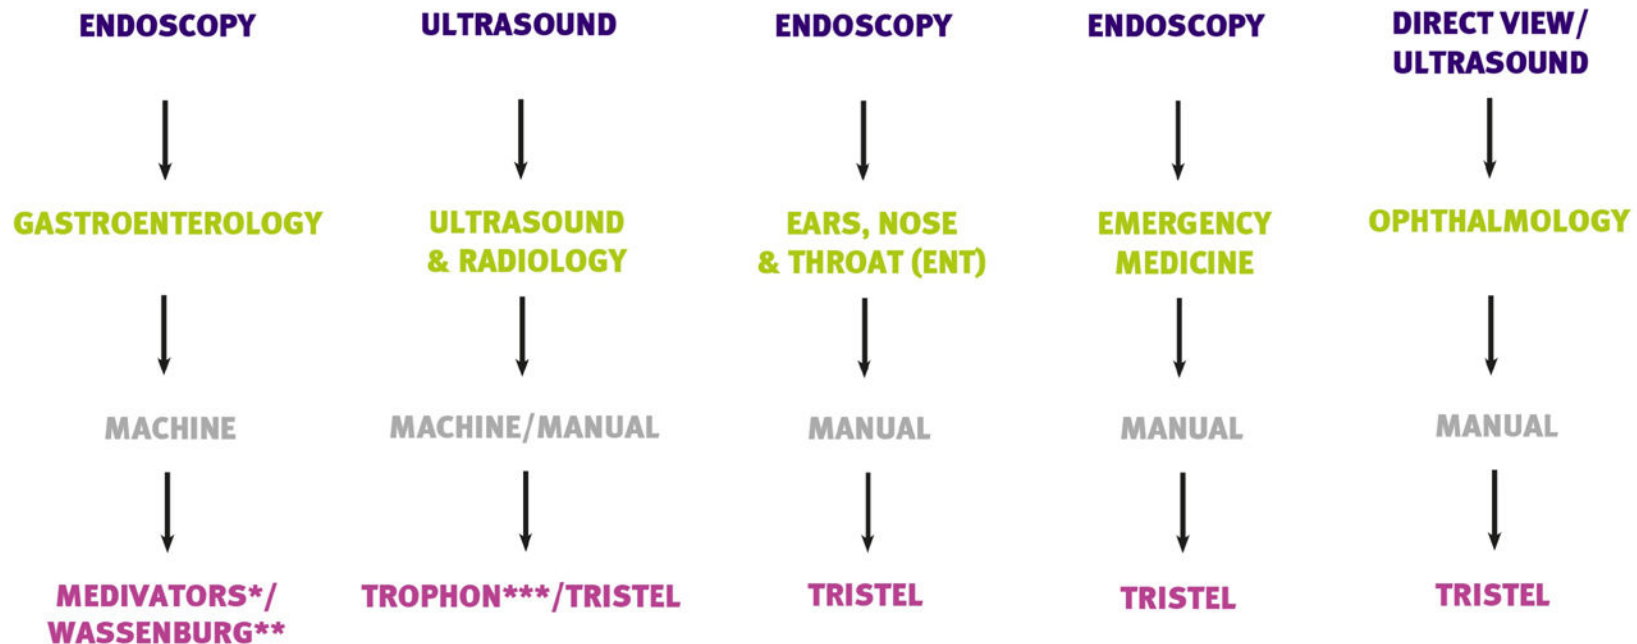 ENDOSCOPY
ULTRASOUND
ENDOSCOPY
ENDOSCOPY
DIRECT VIEW/
ULTRASOUND
GASTROENTEROLOGY
ULTRASOUND
& RADIOLOGY
EARS, NOSE
& THROAT (ENT)
EMERGENCY
MEDICINE
OPHTHALMOLOGY
MACHINE
MACHINE/MANUAL
MANUAL
MANUAL
MANUAL
MEDIVATORS*/
WASSENBURG**
TROPHON***/TRISTEL
TRISTEL
TRISTEL
TRISTEL